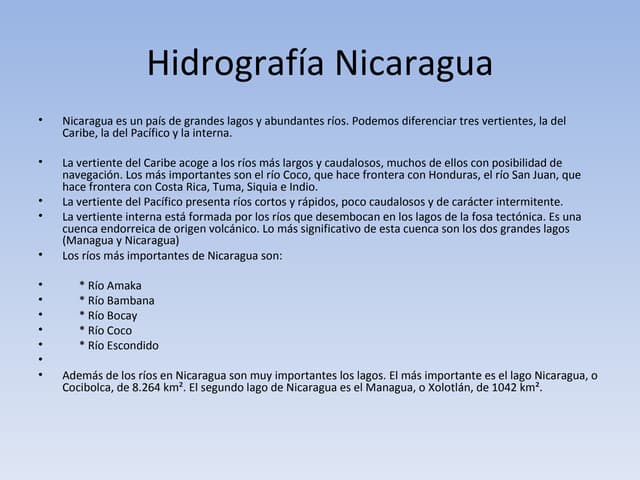 Hidrografía Nicaragua
• Nicaragua es un país de grandes lagos y abundantes ríos. Podemos diferenciar tres vertientes, la del
Caribe, la del Pacífico y la interna.
• La vertiente del Caribe acoge a los ríos más largos y caudalosos, muchos de ellos con posibilidad de
navegación. Los más importantes son el río Coco, que hace frontera con Honduras, el río San Juan, que
hace frontera con Costa Rica, Tuma, Siquia e Indio.
• La vertiente del Pacífico presenta ríos cortos y rápidos, poco caudalosos y de carácter intermitente.
• La vertiente interna está formada por los ríos que desembocan en los lagos de la fosa tectónica. Es una
cuenca endorreica de origen volcánico. Lo más significativo de esta cuenca son los dos grandes lagos
(Managua y Nicaragua)
• Los ríos más importantes de Nicaragua son:
• * Río Amaka
• * Río Bambana
• * Río Bocay
• * Río Coco
• * Río Escondido
•
• Además de los ríos en Nicaragua son muy importantes los lagos. El más importante es el lago Nicaragua, o
Cocibolca, de 8.264 km². El segundo lago de Nicaragua es el Managua, o Xolotlán, de 1042 km².